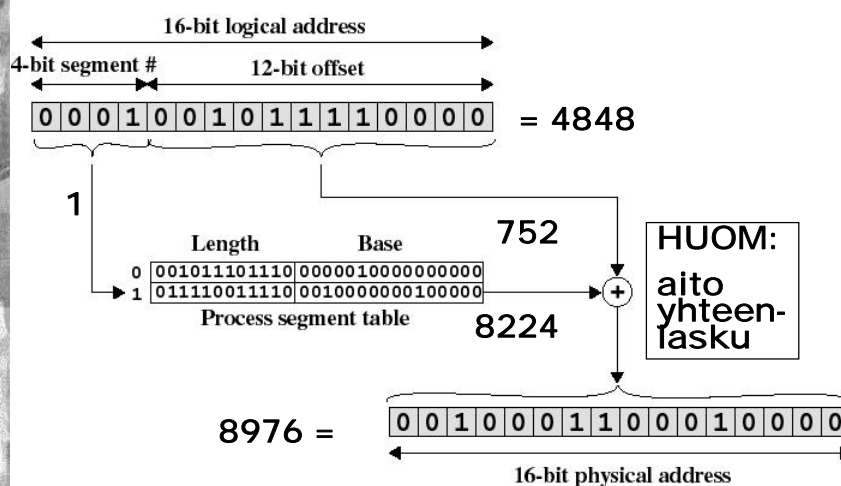 16-bit logical address
4-bit segment #
12-bit offset
0 0 0 1 0 0 1 0 1 1 1 1 0 0 0 0
= 4848
1
752
HUOM:
aito
yhteen-
lasku
Length Base
0 001011101110 0000010000000000
1 011110011110 0010000000100000
+
Process segment table
8224
8976 =
0 0 1 0 0 0 1 1 0 0 0 1 0 0 0 0
16-bit physical address